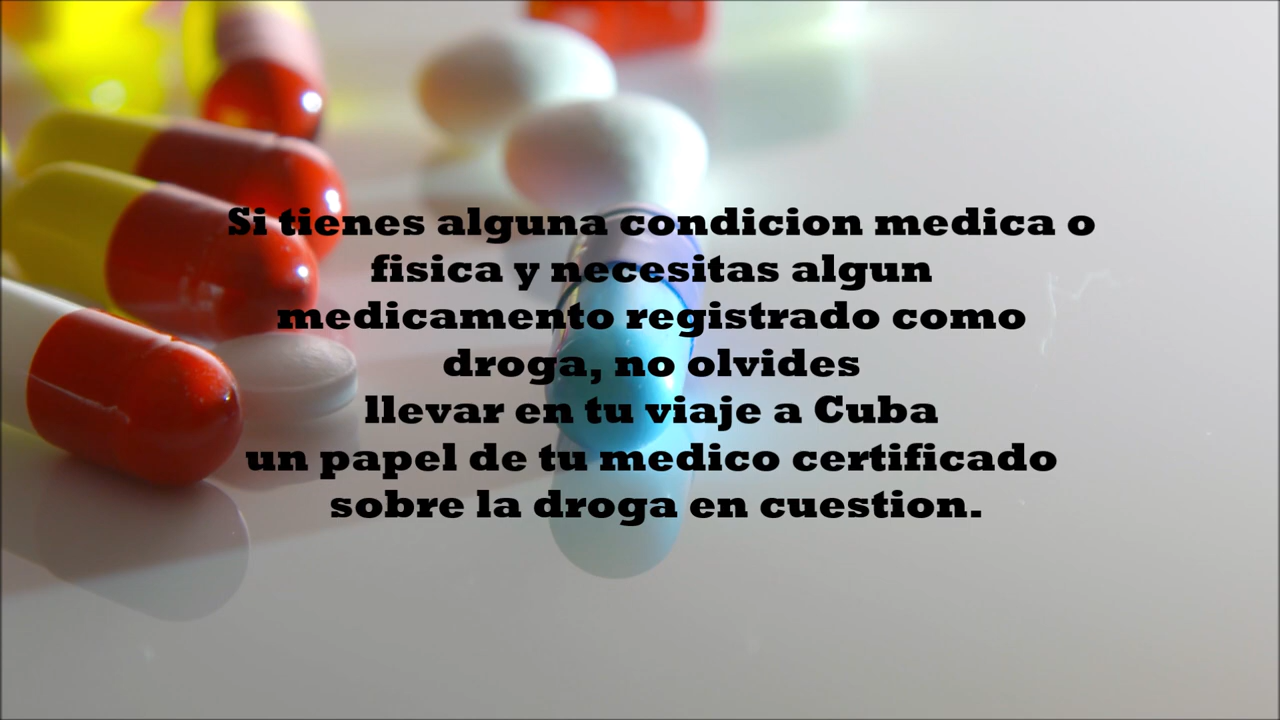 Si tienes alguna condicion medica o
fisica y necesitas algun
medicamento registrado como
droga, no olvides
llevar en tu viaje a Cuba
un papel de tu medico certificado
sobre la droga en cuestion.